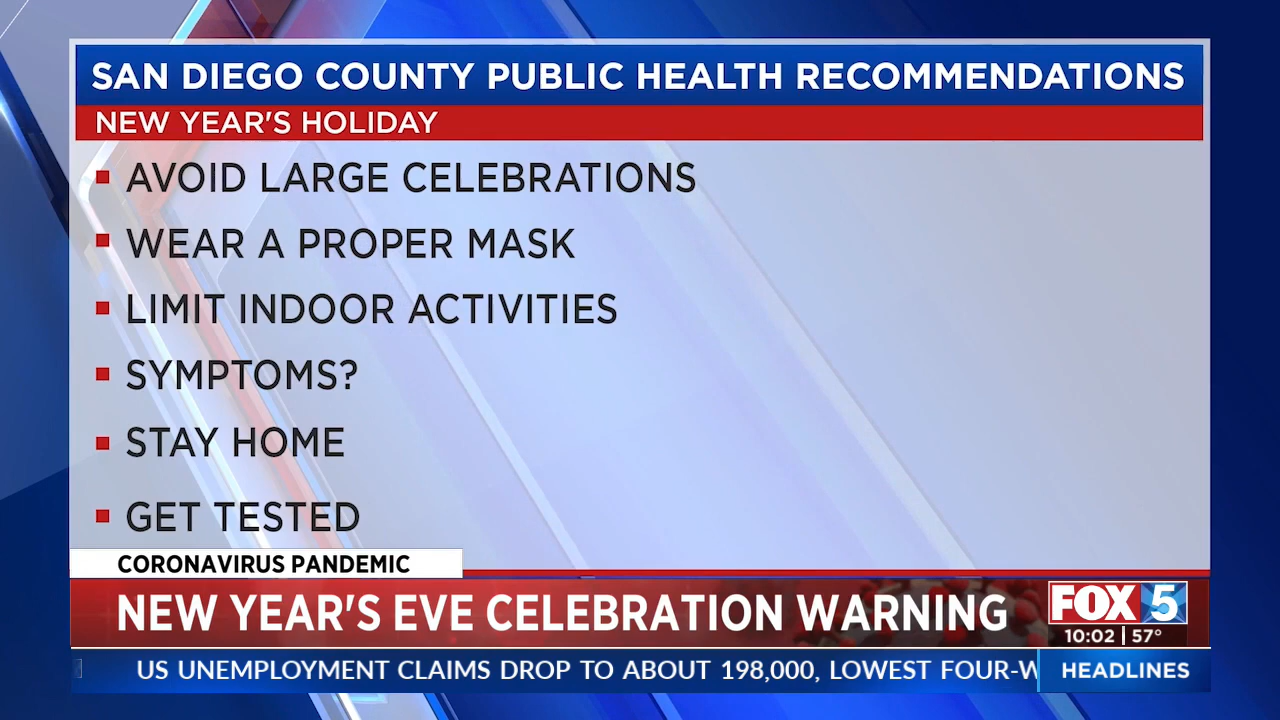 SAN DIEGO COUNTY PUBLIC HEALTH RECOMMENDATIONS
NEW YEAR'S HOLIDAY
AVOID LARGE CELEBRATIONS
WEAR A PROPER MASK
LIMIT INDOOR ACTIVITIES
SYMPTOMS?
STAY HOME
GET TESTED
CORONAVIRUS PANDEMIC
NEW YEAR'S EVE CELEBRATION WARNING
FOX 5
10:02 | 57°
US UNEMPLOYMENT CLAIMS DROP TO ABOUT 198,000, LOWEST FOUR-W
HEADLINES